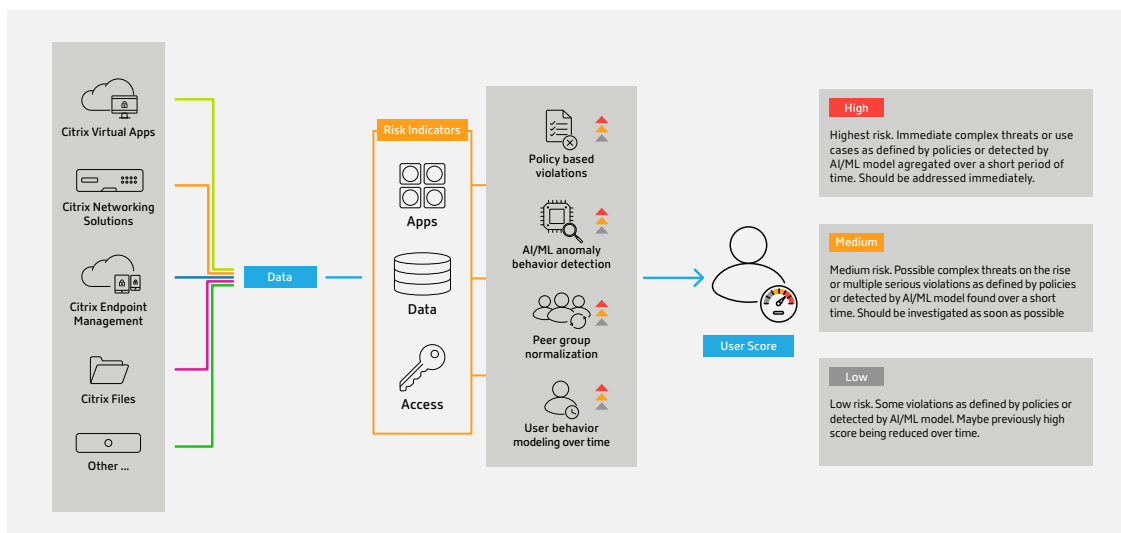 Citrix Virtual Apps
Citrix Networking
Solutions
Citrix Endpoint
Management
Citrix Files
Other ...
Data
Risk Indicators
Apps
Data
Access
Policy based
violations
AI/ML anomaly
behavior detection
Peer group
normalization
User behavior
modeling over time
User Score
High
Highest risk. Immediate complex threats or use
cases as defined by policies or detected by
AI/ML model agregated over a short period of
time. Should be addressed immediately.
Medium
Medium risk. Possible complex threats on the rise
or multiple serious violations as defined by policies
or detected by AI/ML model found over a short
time. Should be investigated as soon as possible
Low
Low risk. Some violations as defined by policies or
detected by AI/ML model. Maybe previously high
score being reduced over time.